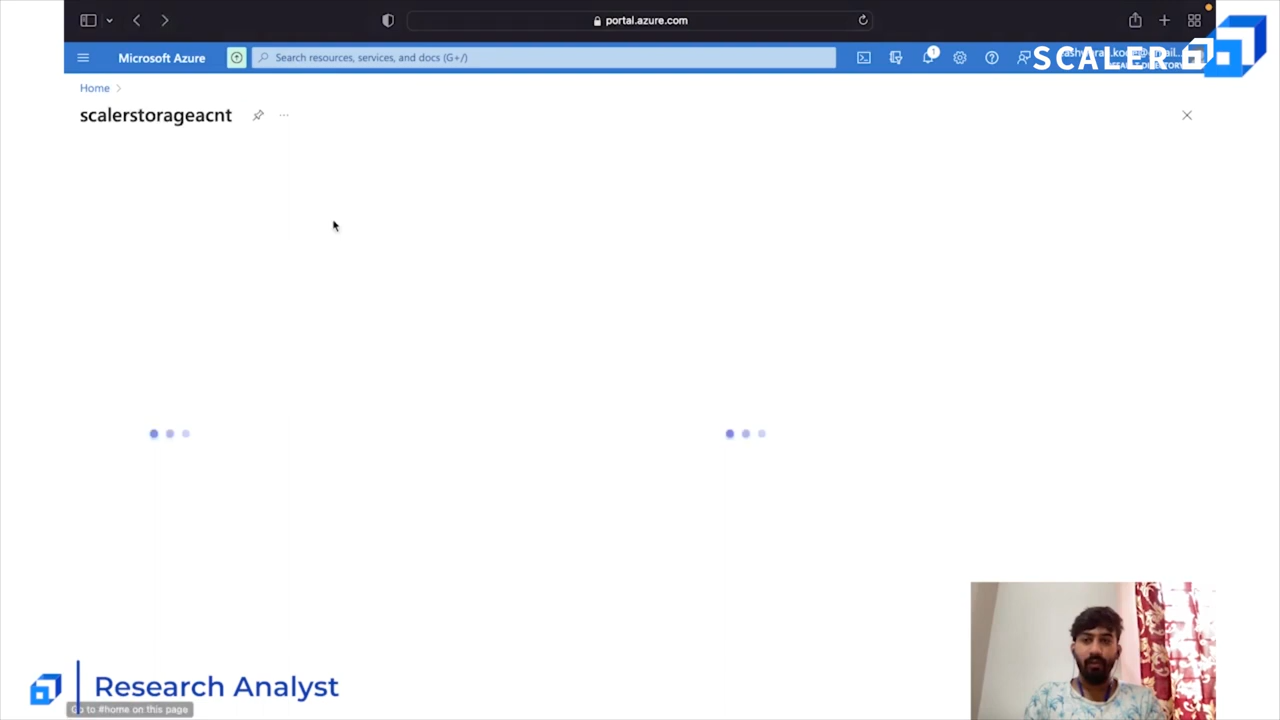 portal.azure.com
Microsoft Azure
Search resources, services, and docs (G+/)
1
SCALER
Home
scalerstorageacnt
Research Analyst
Go to #home on this page